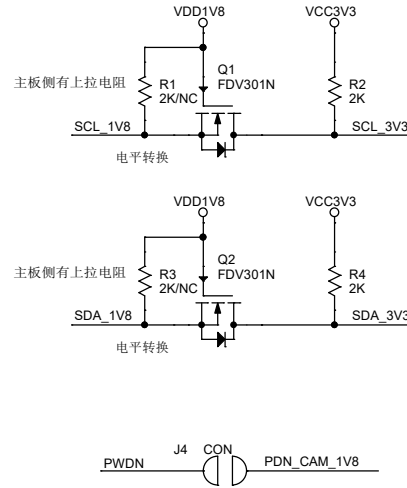 VDD1V8 VCC3V3
Q1
FDV301N
主板侧有上拉电阻
R1
2K/NC
R2
2K
SCL_1V8 SCL_3V3
电平转换
VDD1V8 VCC3V3
Q2
FDV301N
主板侧有上拉电阻
R3
2K/NC
R4
2K
SDA_1V8 SDA_3V3
电平转换
J4 CON
PWDN PDN_CAM_1V8